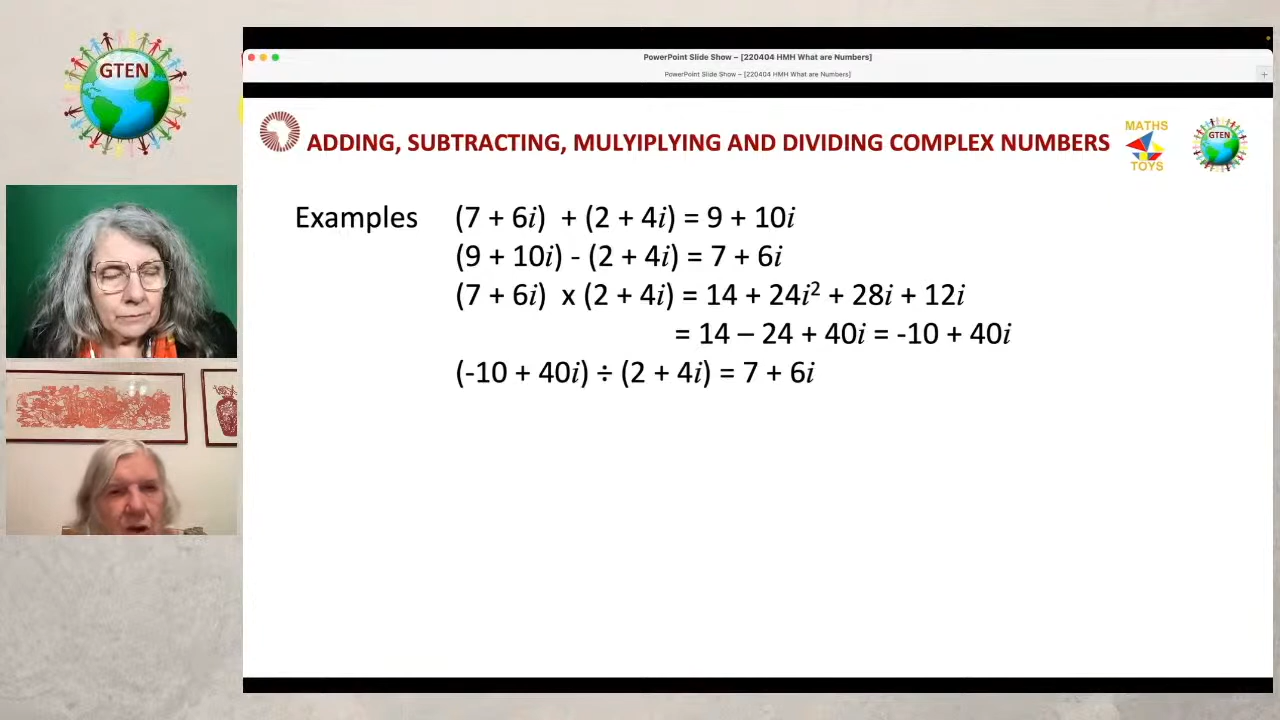 GTEN
PowerPoint Slide Show – [220404 HMH What are Numbers]
PowerPoint Slide Show – [220404 HMH What are Numbers]
ADDING, SUBTRACTING, MULYIPLYING AND DIVIDING COMPLEX NUMBERS
MATHS
TOYS
GTEN
Examples (7 + 6i) + (2 + 4i) = 9 + 10i
(9 + 10i) - (2 + 4i) = 7 + 6i
(7 + 6i) x (2 + 4i) = 14 + 24i² + 28i + 12i
= 14 – 24 + 40i = -10 + 40i
(-10 + 40i) ÷ (2 + 4i) = 7 + 6i